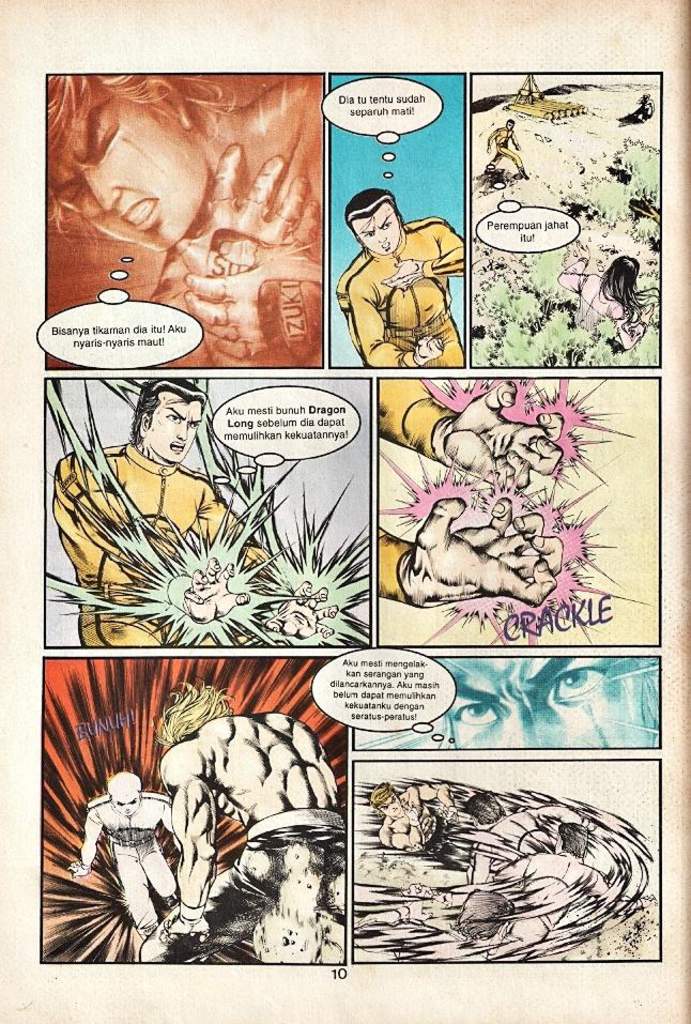 Bisanya tikaman dia itu! Aku
nyaris-nyaris maut!
Dia tu tentu sudah
separuh mati!
Perempuan jahat
itu!
Aku mesti bunuh Dragon
Long sebelum dia dapat
memulihkan kekuatannya!
CRACKLE
BUNUH!
Aku mesti mengelak-
kan serangan yang
dilancarkannya. Aku masih
belum dapat memulihkan
kekuatanku dengan
seratus-peratus!
IZUKI
10